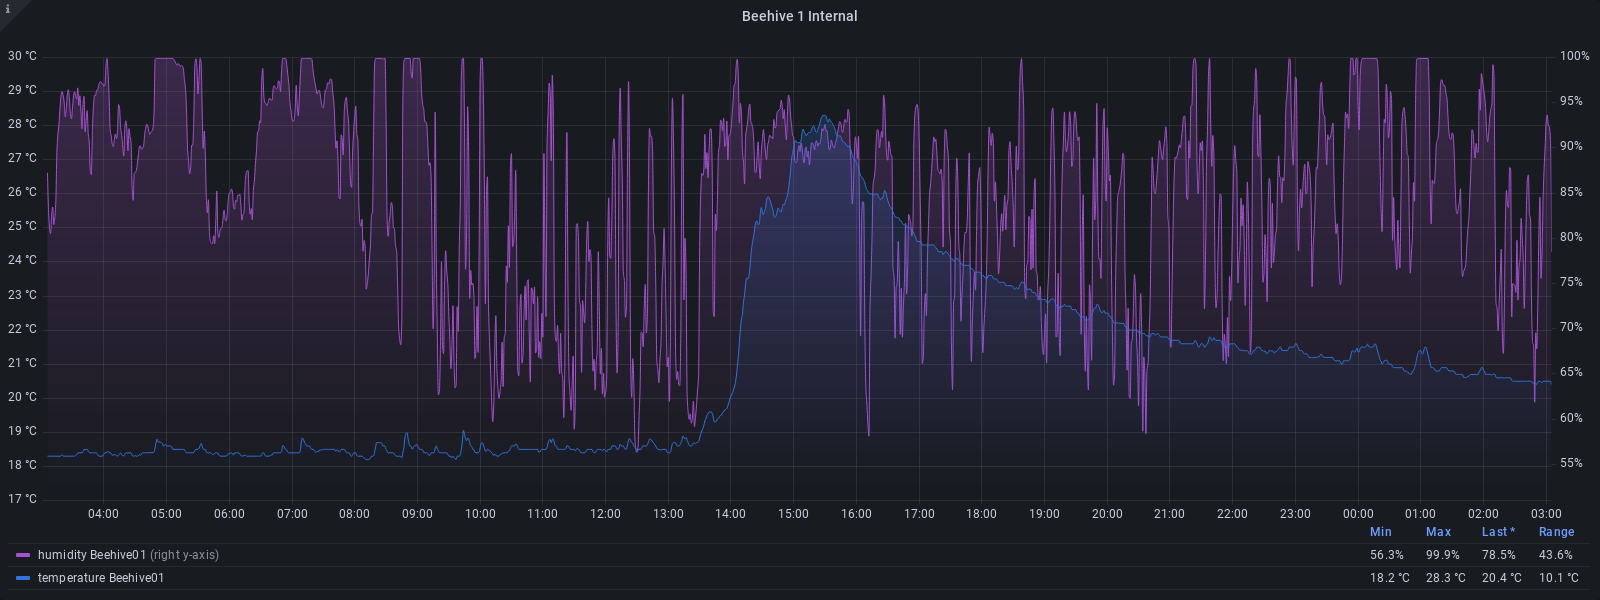 i
Beehive 1 Internal
30 °C 100%
29 °C 95%
28 °C 90%
27 °C 85%
26 °C 80%
25 °C 75%
24 °C 70%
23 °C 65%
22 °C 60%
21 °C 55%
20 °C
19 °C
18 °C
17 °C
04:00 05:00 06:00 07:00 08:00 09:00 10:00 11:00 12:00 13:00 14:00 15:00 16:00 17:00 18:00 19:00 20:00 21:00 22:00 23:00 00:00 01:00 02:00 03:00
Min Max Last * Range
humidity Beehive01 (right y-axis) 56.3% 99.9% 78.5% 43.6%
temperature Beehive01 18.2 °C 28.3 °C 20.4 °C 10.1 °C